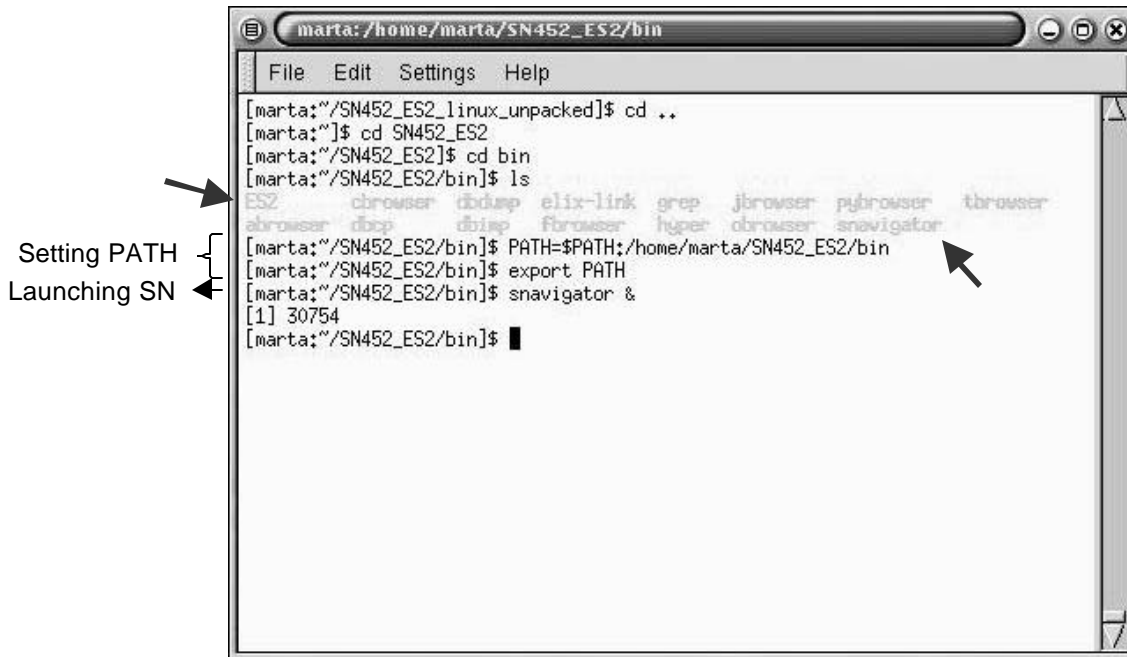 marta: /home/marta/SN452_ES2/bin
File Edit Settings Help
[marta:~/SN452_ES2_linux_unpacked]$ cd ..
[marta:~]$ cd SN452_ES2
[marta:~/SN452_ES2]$ cd bin
[marta:~/SN452_ES2/bin]$ ls
ES2 cbrowser dbdump elix-link grep jbrowser pybrowser tbrowser
abrowser dbcp dbimp fbrowser hyper obrowser snavigator
Setting PATH
[marta:~/SN452_ES2/bin]$ PATH=$PATH:/home/marta/SN452_ES2/bin
[marta:~/SN452_ES2/bin]$ export PATH
Launching SN
[marta:~/SN452_ES2/bin]$ snavigator &
[1] 30754
[marta:~/SN452_ES2/bin]$